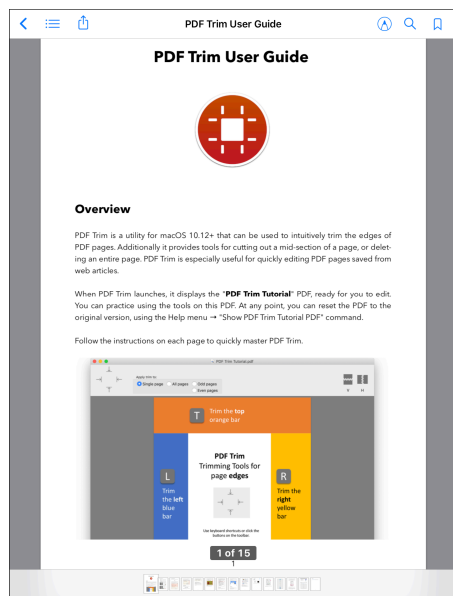 PDF Trim User Guide
PDF Trim User Guide
Overview
PDF Trim is a utility for macOS 10.12+ that can be used to intuitively trim the edges of
PDF pages. Additionally it provides tools for cutting out a mid-section of a page, or delet-
ing an entire page. PDF Trim is especially useful for quickly editing PDF pages saved from
web articles.
When PDF Trim launches, it displays the "PDF Trim Tutorial" PDF, ready for you to edit.
You can practice using the tools on this PDF. At any point, you can reset the PDF to the
original version, using the Help menu → "Show PDF Trim Tutorial PDF" command.
Follow the instructions on each page to quickly master PDF Trim.
PDF Trim Tutorial.pdf
Single page
All pages
Odd pages
Even pages
T
Trim the top
orange bar
L
Trim
the left
blue
bar
PDF Trim
Trimming Tools for
page edges
Use keyboard shortcuts or click the
buttons on the toolbar.
R
Trim the
right
yellow
bar
1 of 15
1